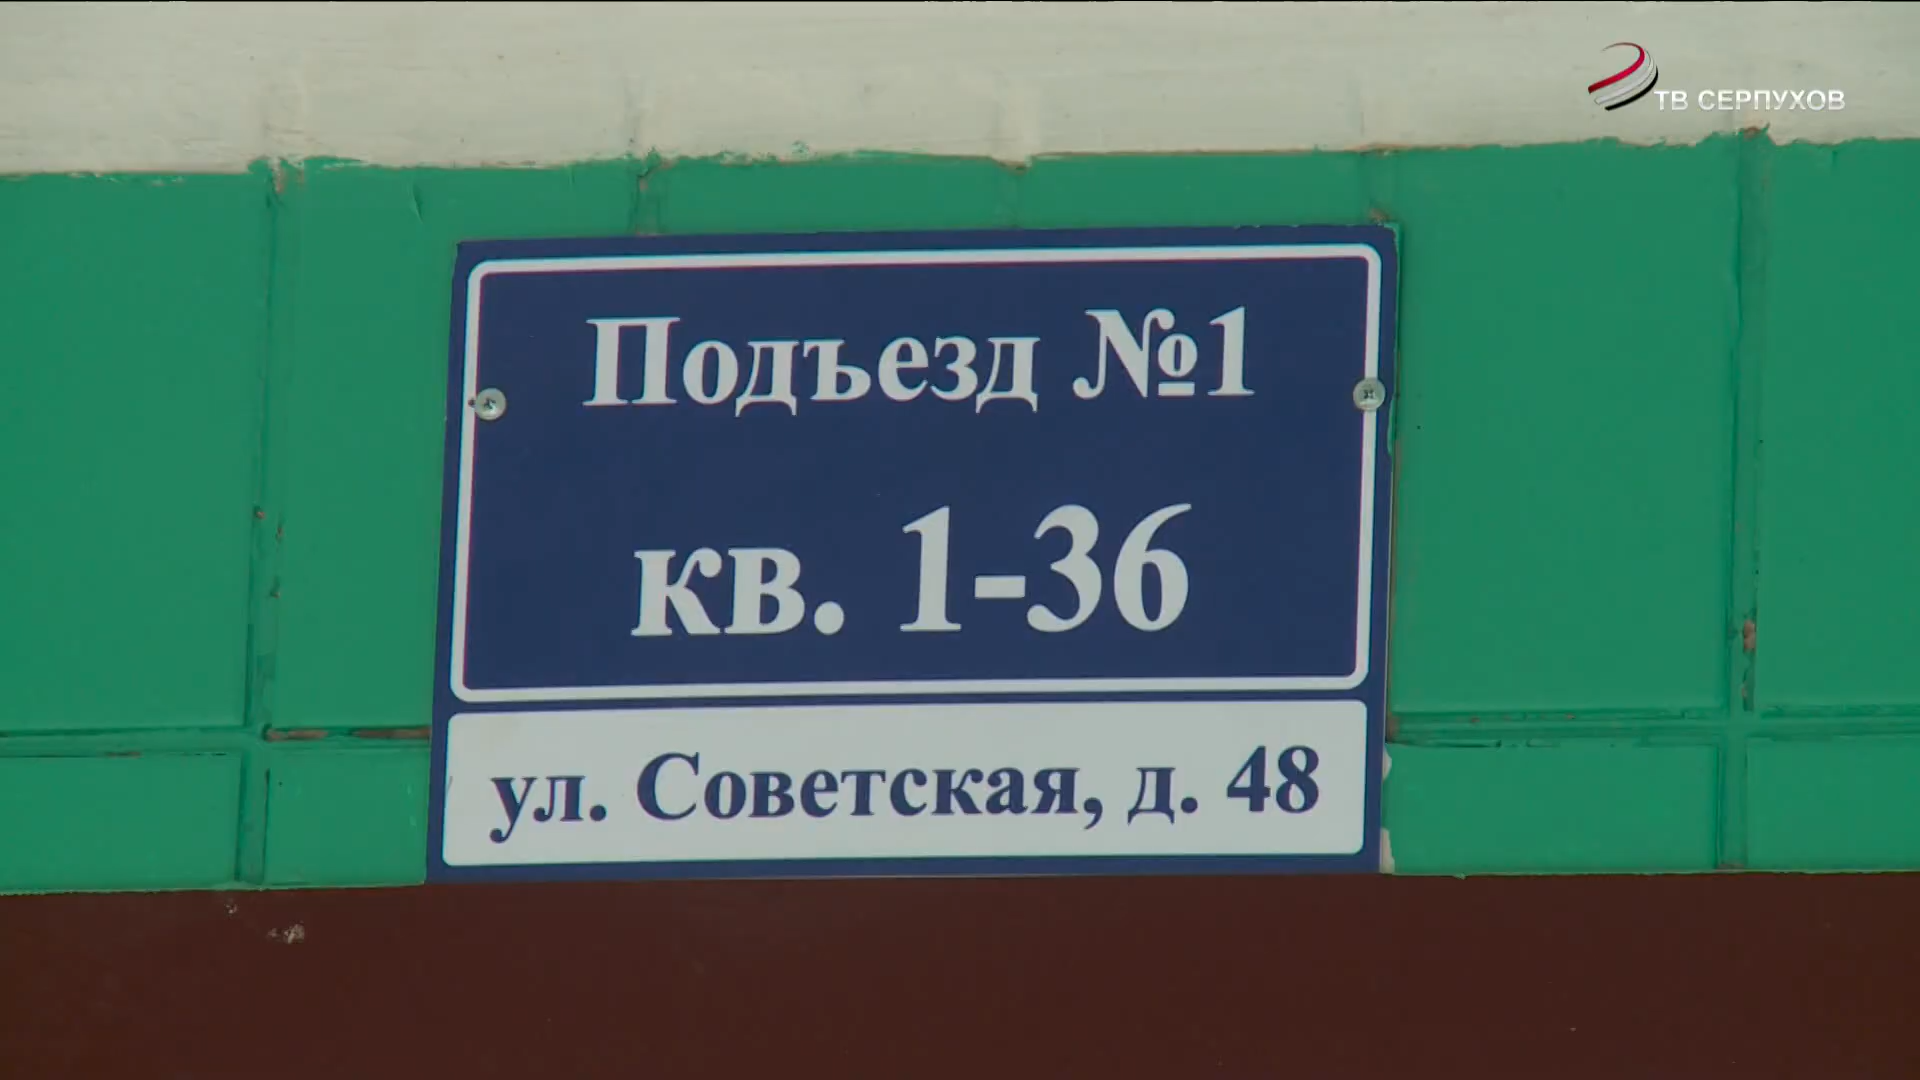 ТВ СЕРПУХОВ
Подъезд №1
кв. 1-36
ул. Советская, д. 48